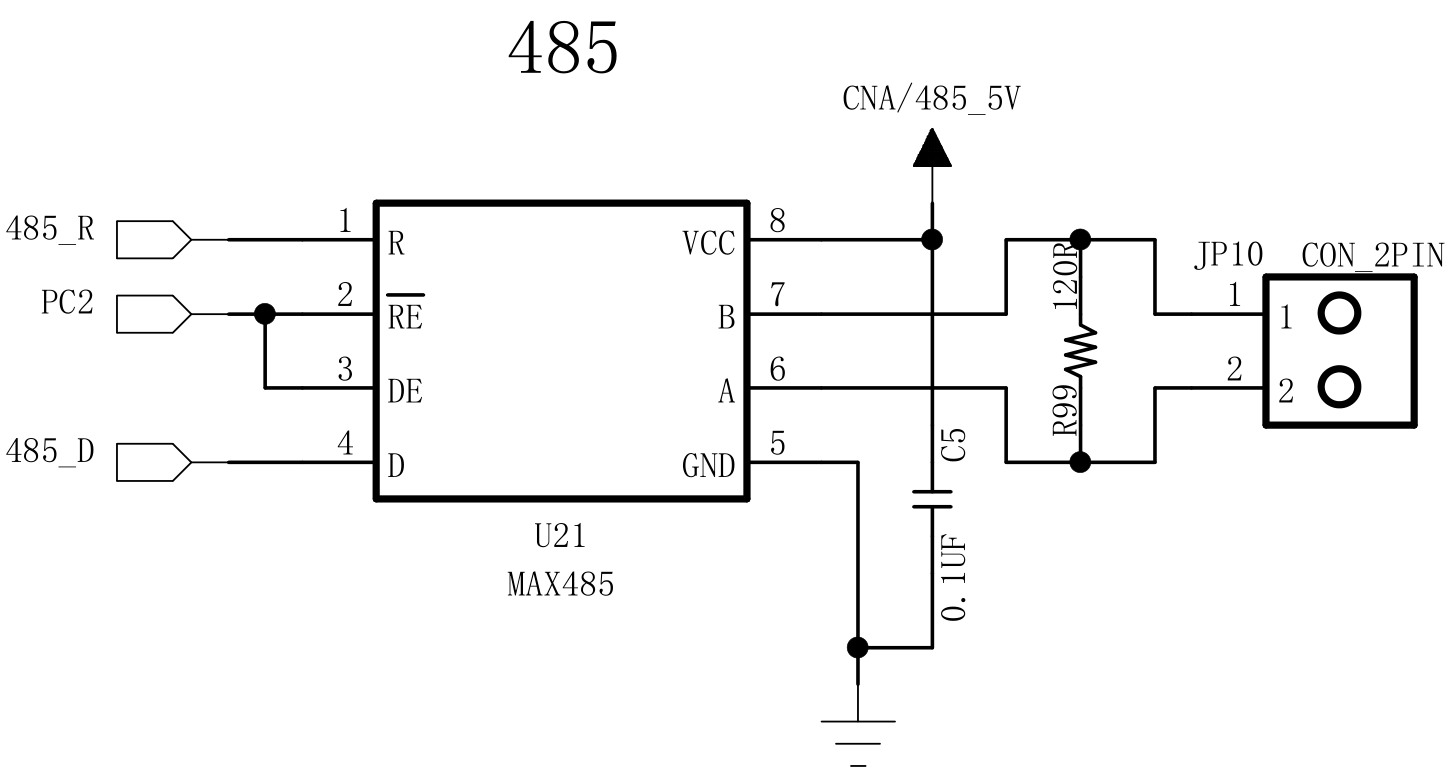 485
CNA/485_5V
485_R
1
R
VCC
8
PC2
2
RE
B
7
3
DE
A
6
485_D
4
D
GND
5
U21
MAX485
C5
0.1UF
120R
R99
JP10
CON_2PIN
1
1
2
2